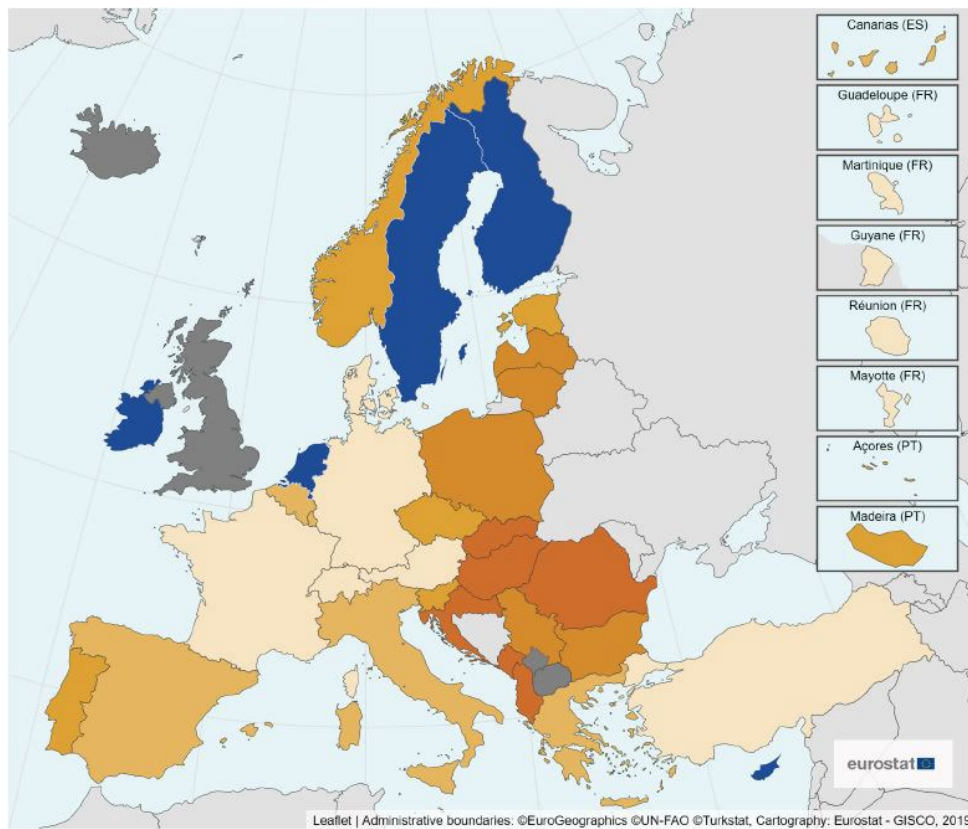 Canarias (ES)
Guadeloupe (FR)
Martinique (FR)
Guyane (FR)
Réunion (FR)
Mayotte (FR)
Açores (PT)
Madeira (PT)
eurostat
Leaflet | Administrative boundaries: ©EuroGeographics ©UN-FAO ©Turkstat, Cartography: Eurostat - GISCO, 2019